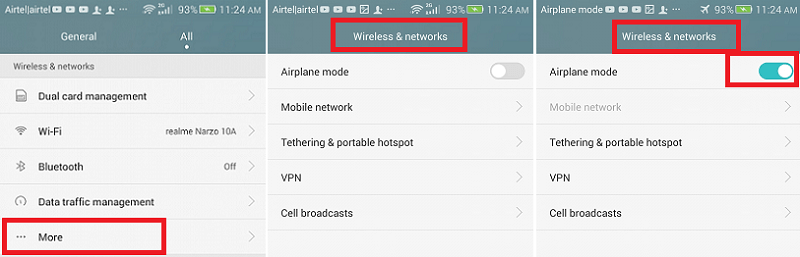 Airtel|airtel ... 2G 93% 11:24 AM
General All
Wireless & networks
Dual card management
Wi-Fi realme Narzo 10A
Bluetooth Off
Data traffic management
... More
Airtel|airtel ... 2G 93% 11:24 AM
Wireless & networks
Airplane mode
Mobile network
Tethering & portable hotspot
VPN
Cell broadcasts
Airplane mode ... 93% 11:24 AM
Wireless & networks
Airplane mode
Mobile network
Tethering & portable hotspot
VPN
Cell broadcasts